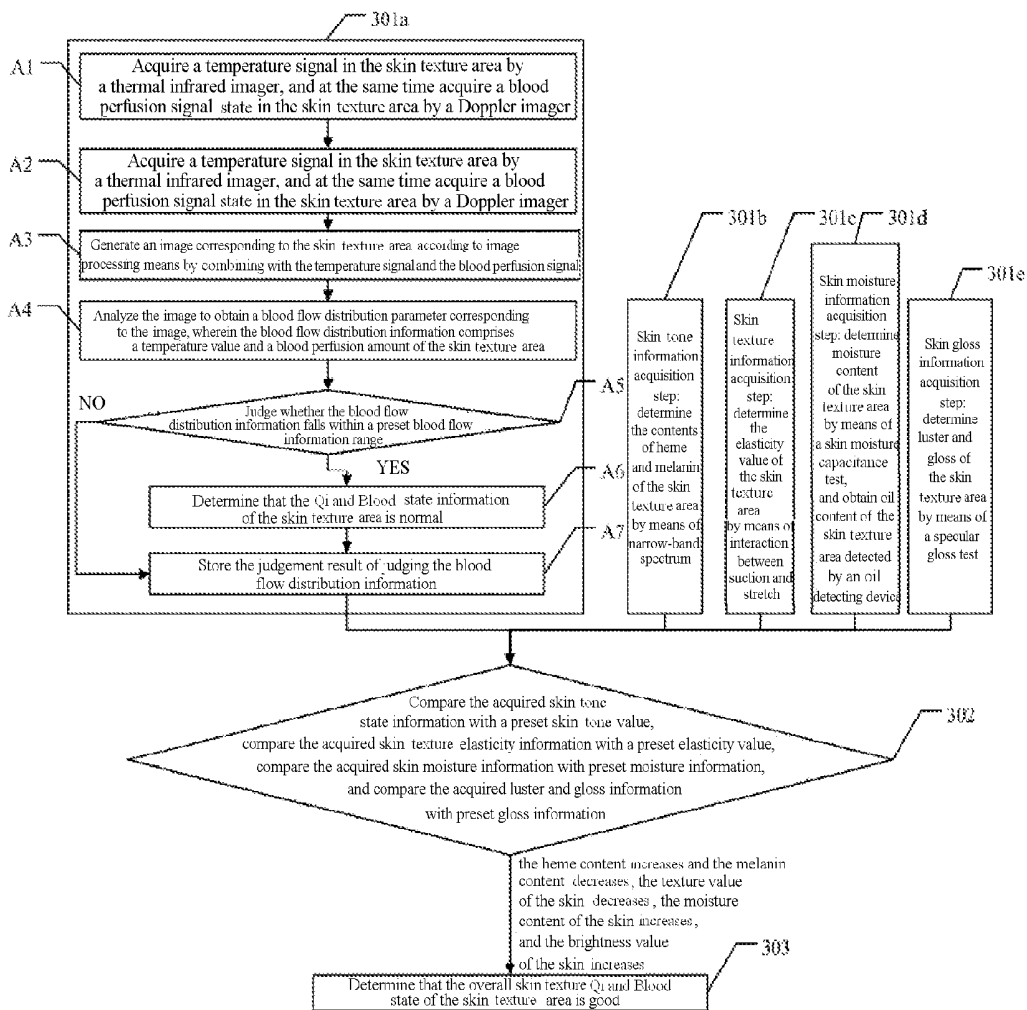 301a
A1
Acquire a temperature signal in the skin texture area by
a thermal infrared imager, and at the same time acquire a blood
perfusion signal state in the skin texture area by a Doppler imager
A2
Acquire a temperature signal in the skin texture area by
a thermal infrared imager, and at the same time acquire a blood
perfusion signal state in the skin texture area by a Doppler imager
A3
Generate an image corresponding to the skin texture area according to image
processing means by combining with the temperature signal and the blood perfusion signal
A4
Analyze the image to obtain a blood flow distribution parameter corresponding
to the image, wherein the blood flow distribution information comprises
a temperature value and a blood perfusion amount of the skin texture area
A5
NO
Judge whether the blood flow
distribution information falls within a preset blood flow
information range
YES
A6
Determine that the Qi and Blood state information
of the skin texture area is normal
A7
Store the judgement result of judging the blood
flow distribution information
301b
Skin tone
information
acquisition
step:
determine
the contents
of heme
and melanin
of the skin
texture area
by means of
narrow-band
spectrum
301c
Skin
texture
information
acquisition
step:
determine
the
elasticity
value of
the skin
texture
area
by means of
interaction
between
suction and
stretch
301d
Skin moisture
information
acquisition
step: determine
moisture
content
of the skin
texture area
by means of
a skin moisture
capacitance
test,
and obtain oil
content of the
skin texture
area detected
by an oil
detecting device
301e
Skin gloss
information
acquisition
step:
determine
luster and
gloss of
the skin
texture area
by means of
a specular
gloss test
302
Compare the acquired skin tone
state information with a preset skin tone value,
compare the acquired skin texture elasticity information with a preset elasticity value,
compare the acquired skin moisture information with preset moisture information,
and compare the acquired luster and gloss information
with preset gloss information
the heme content increases and the melanin
content decreases, the texture value
of the skin decreases, the moisture
content of the skin increases,
and the brightness value
of the skin increases
303
Determine that the overall skin texture Qi and Blood
state of the skin texture area is good